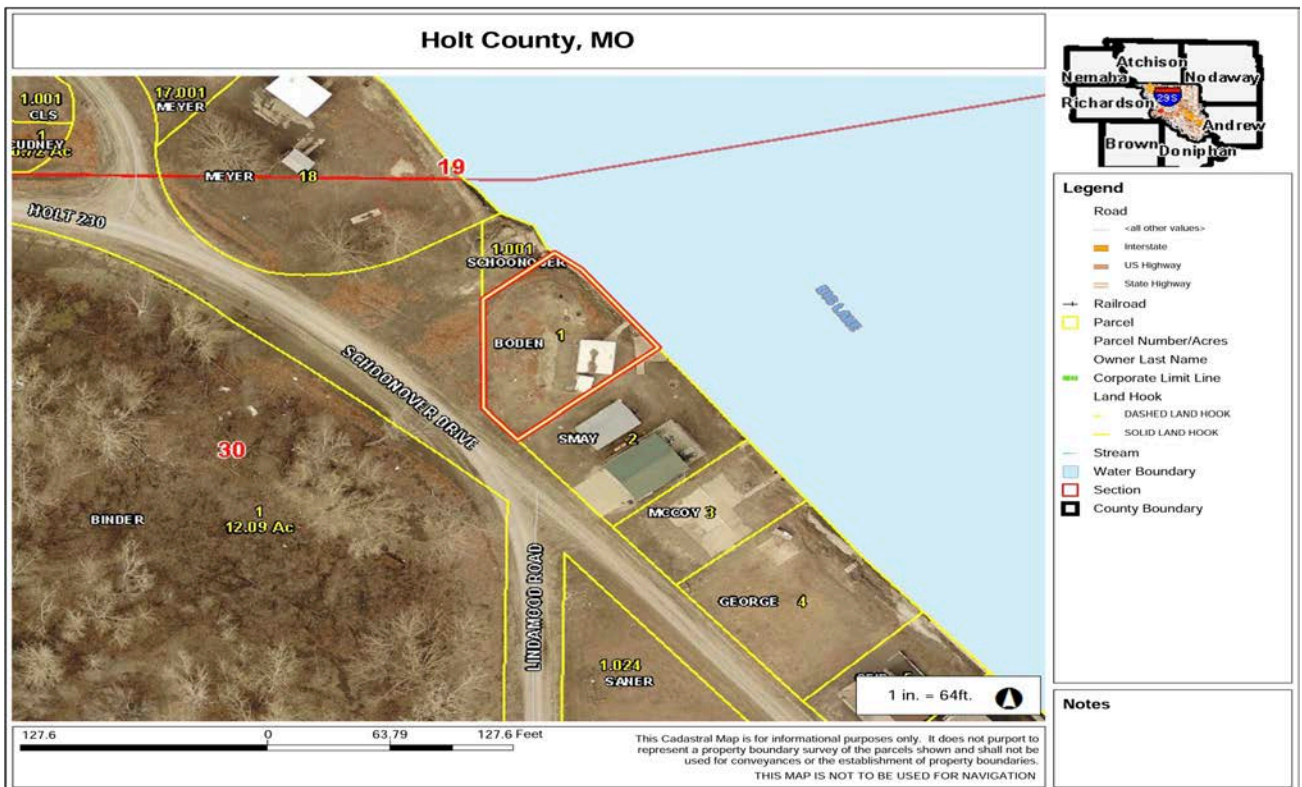 Holt County, MO
1.001
CLS
1
CUDNEY
0.72 Ac
17.001
MEYER
MEYER 18
19
HOLT 230
1.001
SCHOONOVER
BODEN 1
BIG LAKE
SCHOONOVER DRIVE
SMAY 2
30
BINDER
1
12.09 Ac
MCCOY 3
LINDAMOOD ROAD
GEORGE 4
1.024
SANER
1 in. = 64ft.
127.6 0 63.79 127.6 Feet
This Cadastral Map is for informational purposes only. It does not purport to
represent a property boundary survey of the parcels shown and shall not be
used for conveyances or the establishment of property boundaries.
THIS MAP IS NOT TO BE USED FOR NAVIGATION
Atchison
Nemaha
Nodaway
Richardson
29S
Andrew
Brown
Doniphan
Legend
Road
<all other values>
Interstate
US Highway
State Highway
Railroad
Parcel
Parcel Number/Acres
Owner Last Name
Corporate Limit Line
Land Hook
DASHED LAND HOOK
SOLID LAND HOOK
Stream
Water Boundary
Section
County Boundary
Notes